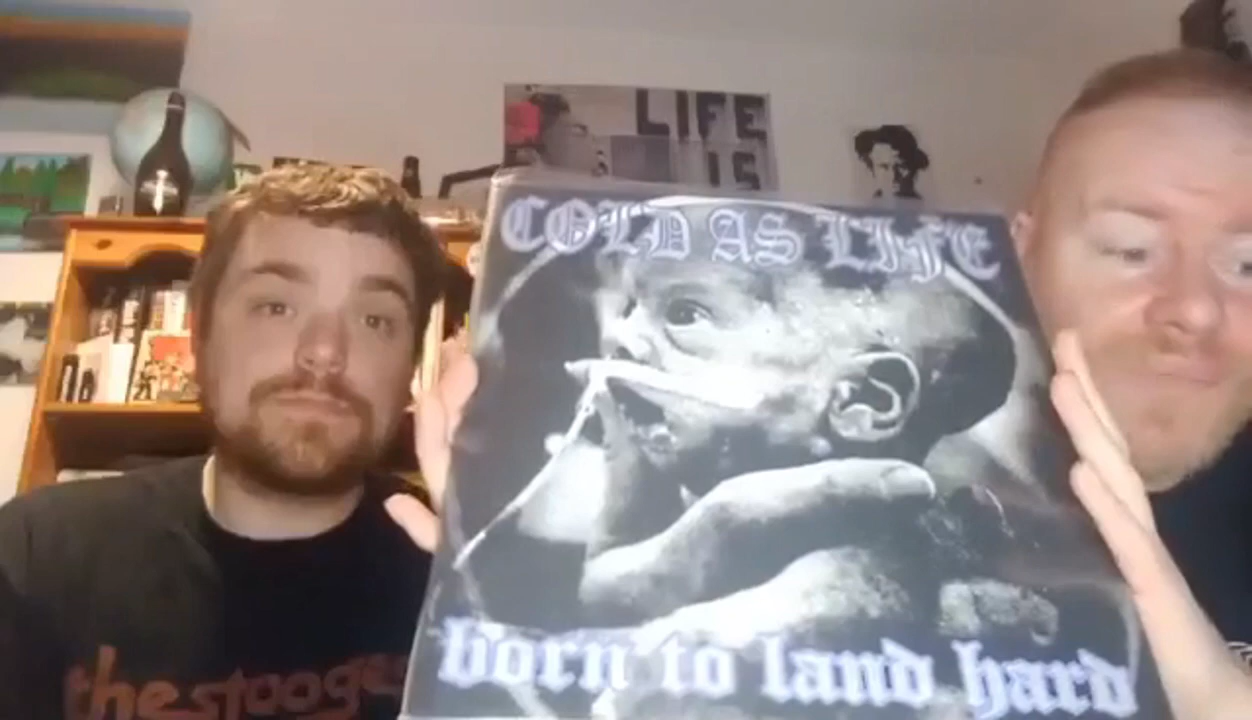 LIFE
IS
COLD AS LIFE
born to land hard
the stooges